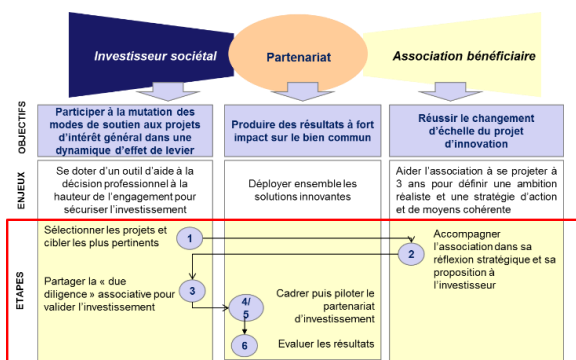 Investisseur sociétal
Partenariat
Association bénéficiaire
OBJECTIFS
Participer à la mutation des
modes de soutien aux projets
d'intérêt général dans une
dynamique d'effet de levier
Produire des résultats à fort
impact sur le bien commun
Réussir le changement
d'échelle du projet
d'innovation
ENJEUX
Se doter d'un outil d'aide à la
décision professionnel à la
hauteur de l'engagement pour
sécuriser l'investissement
Déployer ensemble les
solutions innovantes
Aider l'association à se projeter à
3 ans pour définir une ambition
réaliste et une stratégie d'action
et de moyens cohérente
ETAPES
Sélectionner les projets et
cibler les plus pertinents
1
2
Accompagner
l'association dans sa
réflexion stratégique et sa
proposition à
l'investisseur
Partager la « due
diligence » associative pour
valider l'investissement
3
4/
5
Cadrer puis piloter le
partenariat
d'investissement
6
Evaluer les résultats